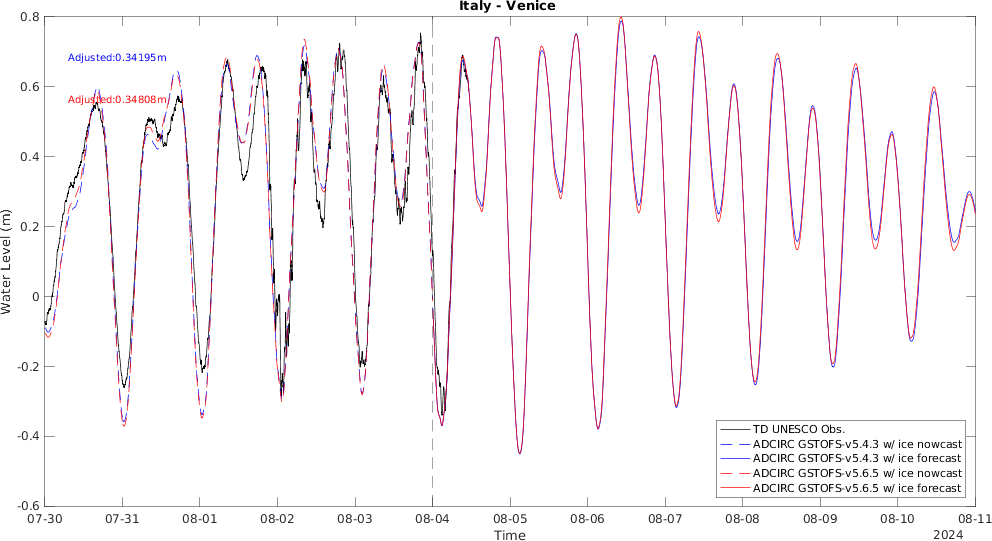 Italy - Venice
Adjusted:0.34195m
Adjusted:0.34808m
Water Level (m)
0.8
0.6
0.4
0.2
0
-0.2
-0.4
-0.6
TD UNESCO Obs.
ADCIRC GSTOFS-v5.4.3 w/ ice nowcast
ADCIRC GSTOFS-v5.4.3 w/ ice forecast
ADCIRC GSTOFS-v5.6.5 w/ ice nowcast
ADCIRC GSTOFS-v5.6.5 w/ ice forecast
07-30 07-31 08-01 08-02 08-03 08-04 08-05 08-06 08-07 08-08 08-09 08-10 08-11
Time
2024